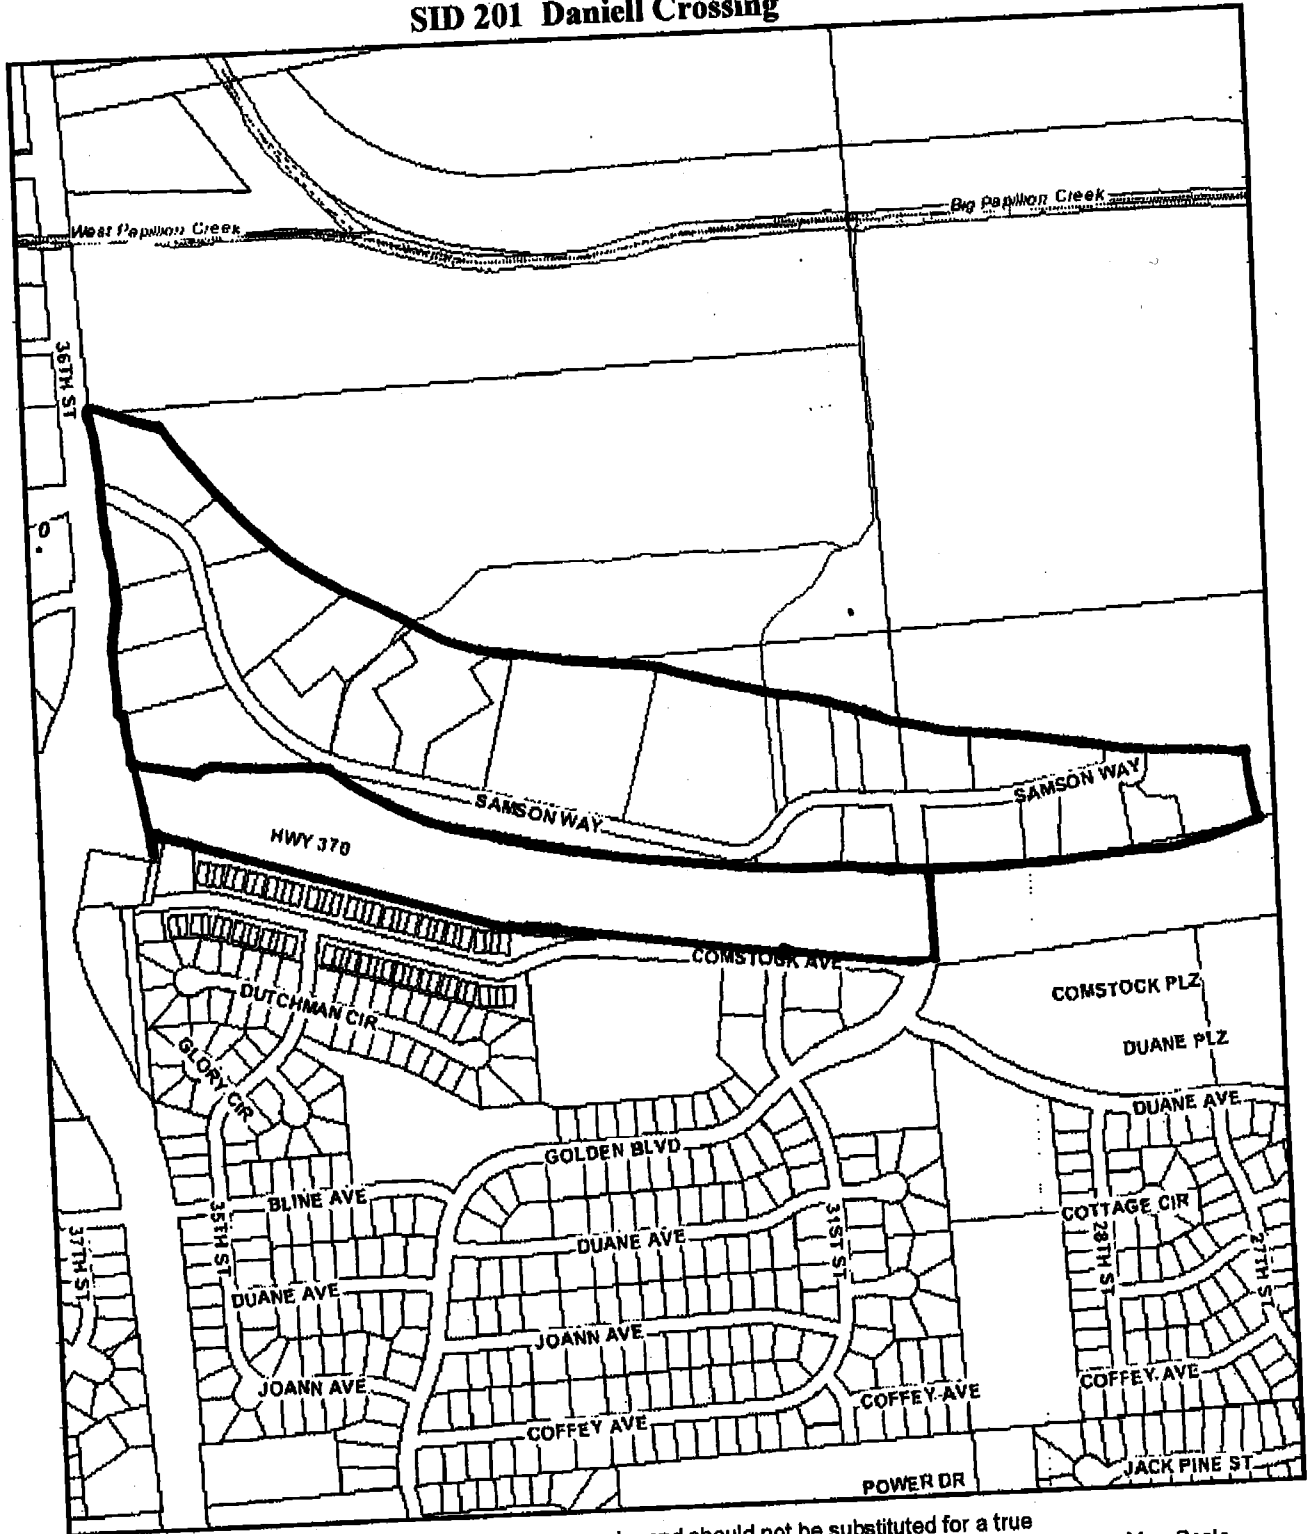 SID 201 Daniell Crossing
West Papillion Creek
Big Papillion Creek
36TH ST
0
SAMSON WAY
SAMSON WAY
HWY 370
COMSTOCK AVE
COMSTOCK PLZ
DUTCHMAN CIR
DUANE PLZ
GLORY CIR
DUANE AVE
GOLDEN BLVD
BLINE AVE
35TH ST
31ST ST
COTTAGE CIR
28TH ST
27TH ST
37TH ST
DUANE AVE
DUANE AVE
JOANN AVE
JOANN AVE
COFFEY AVE
COFFEY AVE
COFFEY AVE
POWER DR
JACK PINE ST
and should not be substituted for a true